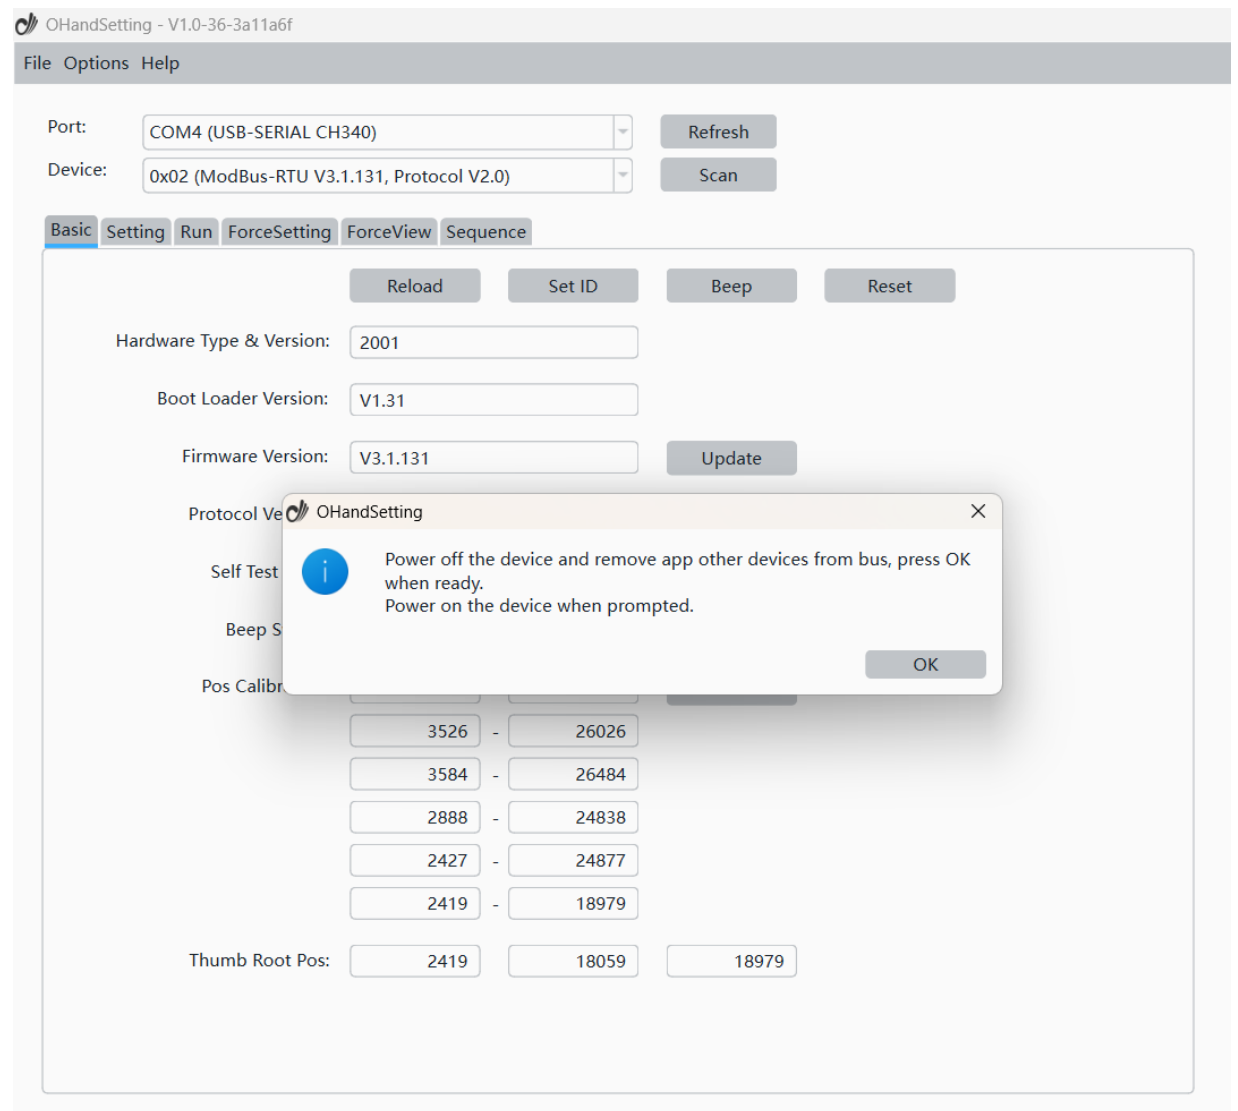 OHandSetting - V1.0-36-3a11a6f
File Options Help
Port: COM4 (USB-SERIAL CH340) Refresh
Device: 0x02 (ModBus-RTU V3.1.131, Protocol V2.0) Scan
Basic Setting Run ForceSetting ForceView Sequence
Reload Set ID Beep Reset
Hardware Type & Version: 2001
Boot Loader Version: V1.31
Firmware Version: V3.1.131 Update
Protocol Ve
OHandSetting
Self Test
Power off the device and remove app other devices from bus, press OK
when ready.
Power on the device when prompted.
Beep S
OK
Pos Calibr
3526 - 26026
3584 - 26484
2888 - 24838
2427 - 24877
2419 - 18979
Thumb Root Pos: 2419 18059 18979